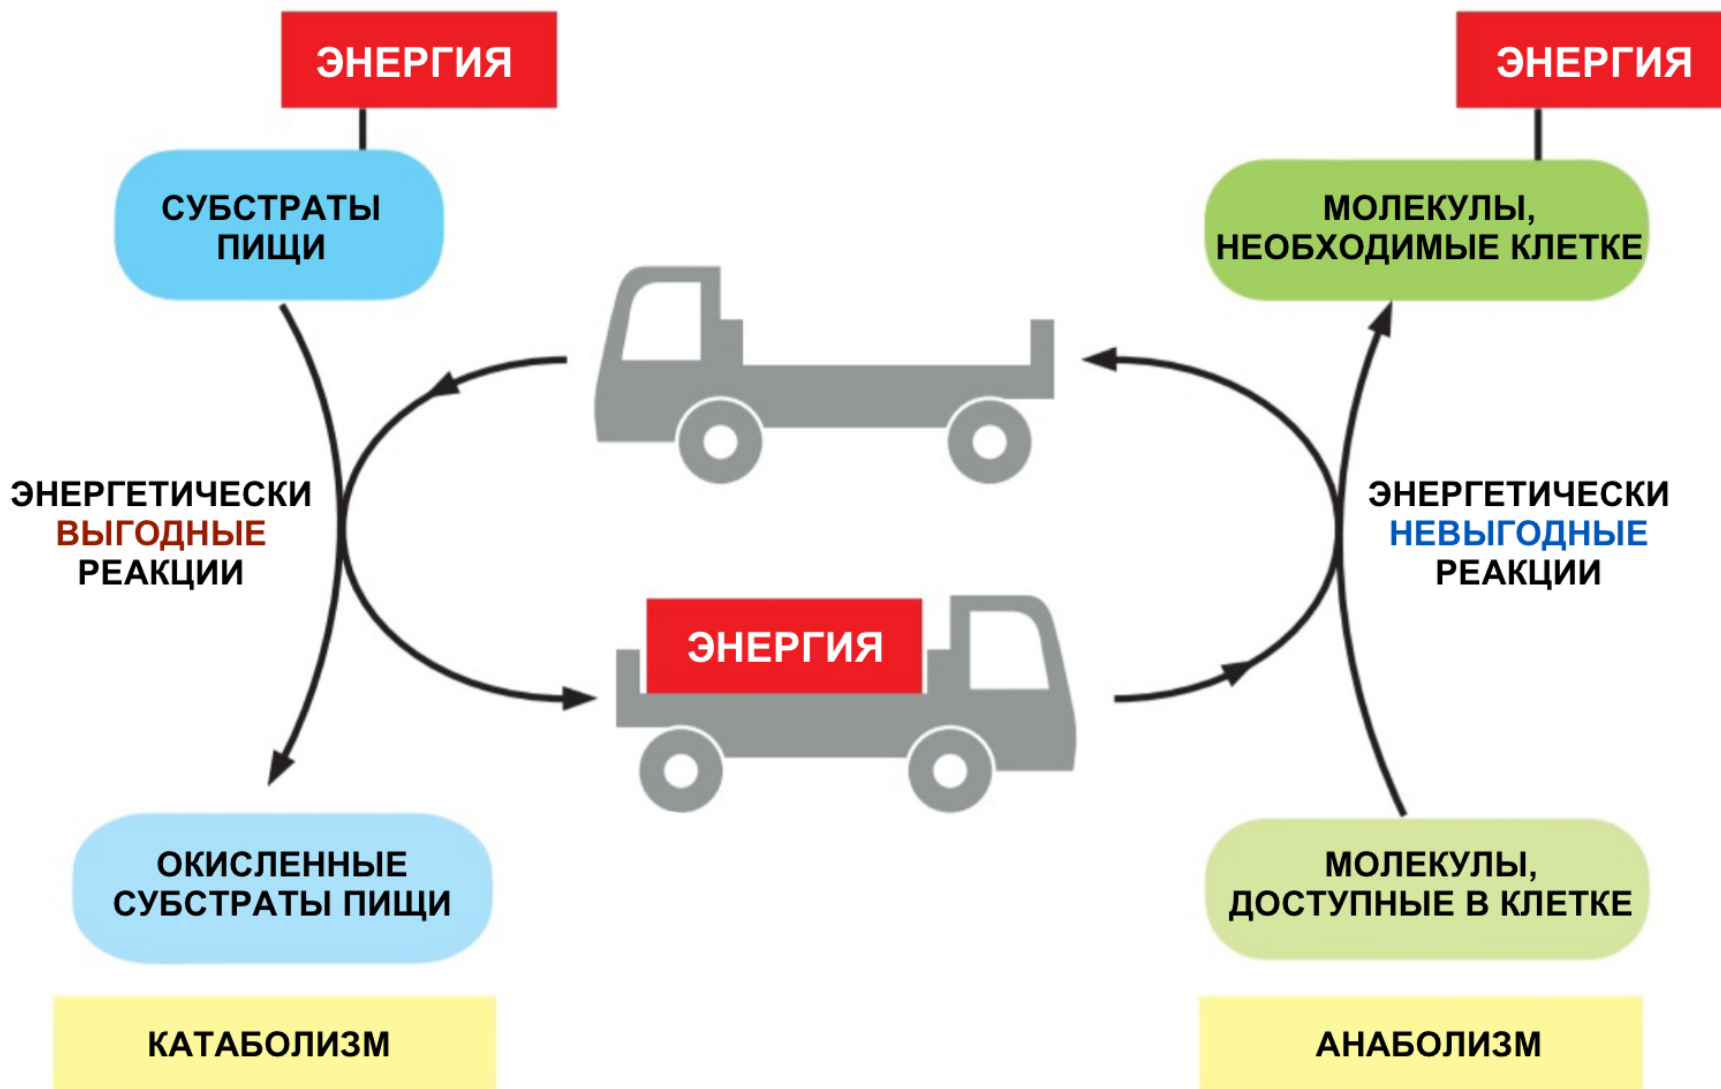 ЭНЕРГИЯ
ЭНЕРГИЯ
СУБСТРАТЫ
ПИЩИ
МОЛЕКУЛЫ,
НЕОБХОДИМЫЕ КЛЕТКЕ
ЭНЕРГЕТИЧЕСКИ
ВЫГОДНЫЕ
РЕАКЦИИ
ЭНЕРГЕТИЧЕСКИ
НЕВЫГОДНЫЕ
РЕАКЦИИ
ЭНЕРГИЯ
ОКИСЛЕННЫЕ
СУБСТРАТЫ ПИЩИ
МОЛЕКУЛЫ,
ДОСТУПНЫЕ В КЛЕТКЕ
КАТАБОЛИЗМ
АНАБОЛИЗМ